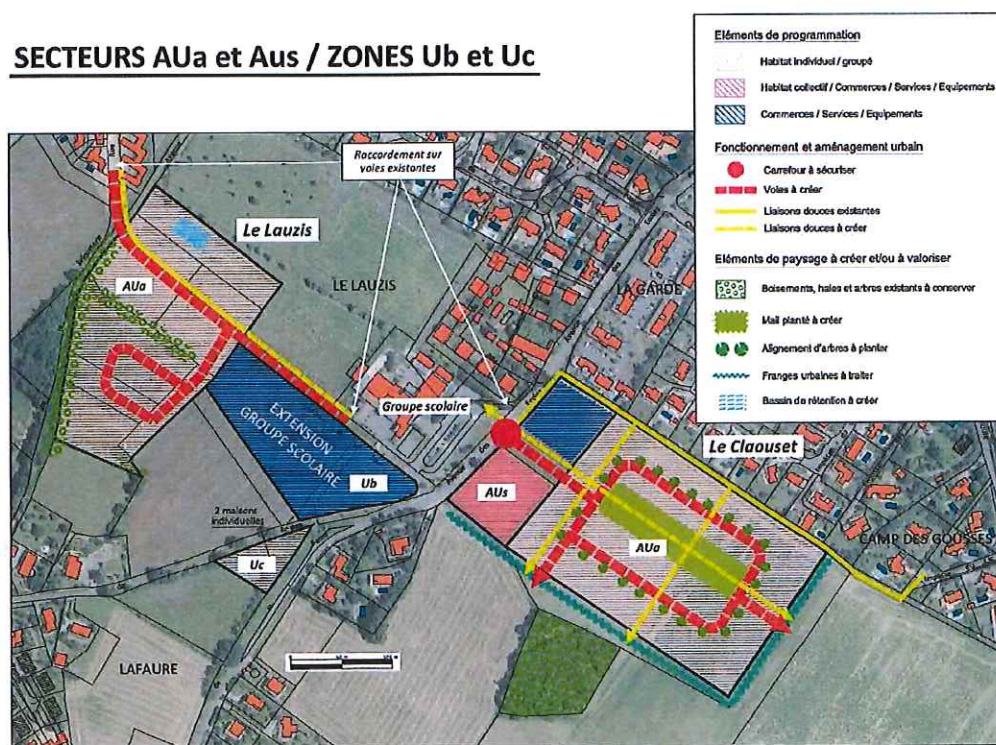 SECTEURS AUa et Aus / ZONES Ub et Uc
Eléments de programmation
Habitat individuel / groupé
Habitat collectif / Commerces / Services / Equipements
Commerces / Services / Equipements
Fonctionnement et aménagement urbain
Carrefour à sécuriser
Voies à créer
Liaisons douces existantes
Liaisons douces à créer
Eléments de paysage à créer et/ou à valoriser
Boisements, haies et arbres existants à conserver
Mail planté à créer
Alignement d'arbres à planter
Franges urbaines à traiter
Bassin de rétention à créer
Raccordement sur
voies existantes
Le Lauzis
AUa
LE LAUZIS
LA GARDE
Groupe scolaire
Le Claouset
EXTENSION
GROUPE SCOLAIRE
Ub
AUs
AUa
2 maisons
individuelles
CAMP DES GOUSSES
Uc
LAFAURE